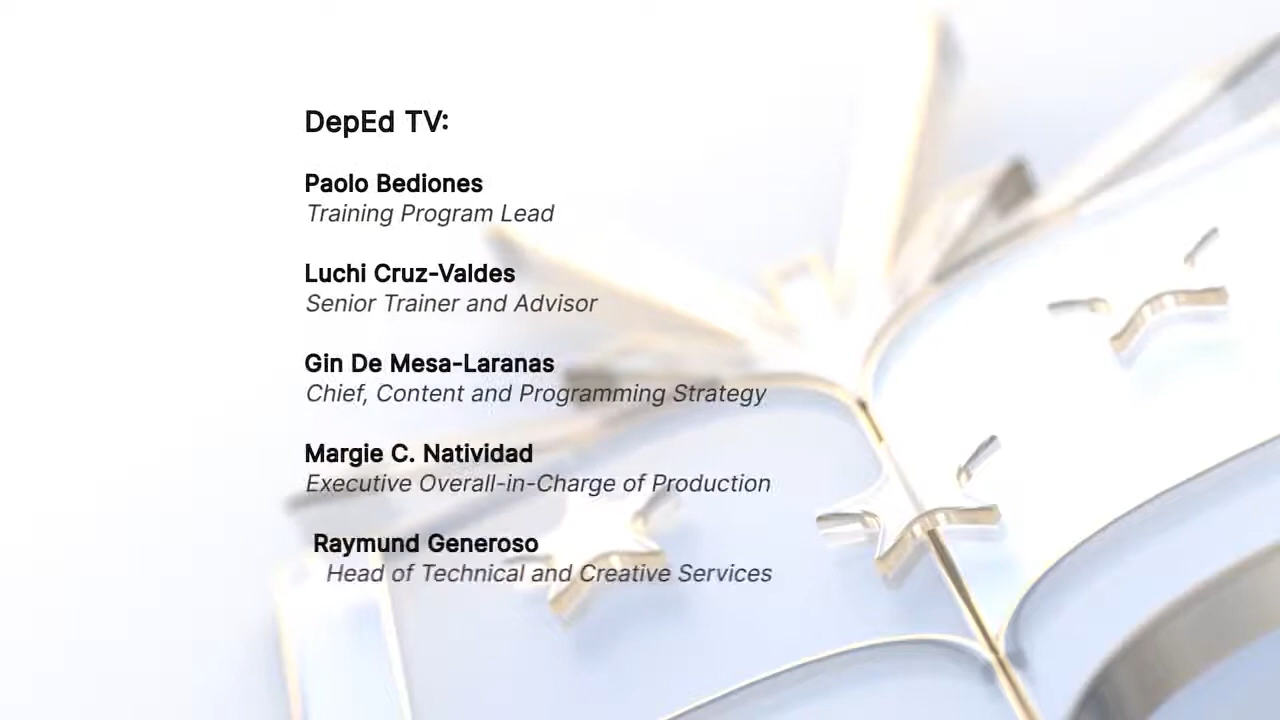 DepEd TV:
Paolo Bediones
Training Program Lead
Luchi Cruz-Valdes
Senior Trainer and Advisor
Gin De Mesa-Laranas
Chief, Content and Programming Strategy
Margie C. Natividad
Executive Overall-in-Charge of Production
Raymund Generoso
Head of Technical and Creative Services